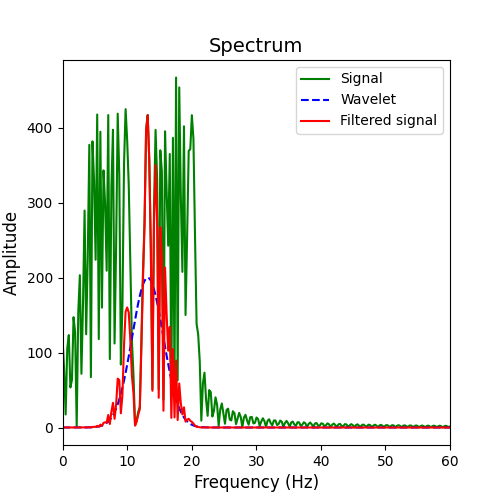 Spectrum
Signal
Wavelet
Filtered signal
Amplitude
400
300
200
100
0
0 10 20 30 40 50 60
Frequency (Hz)